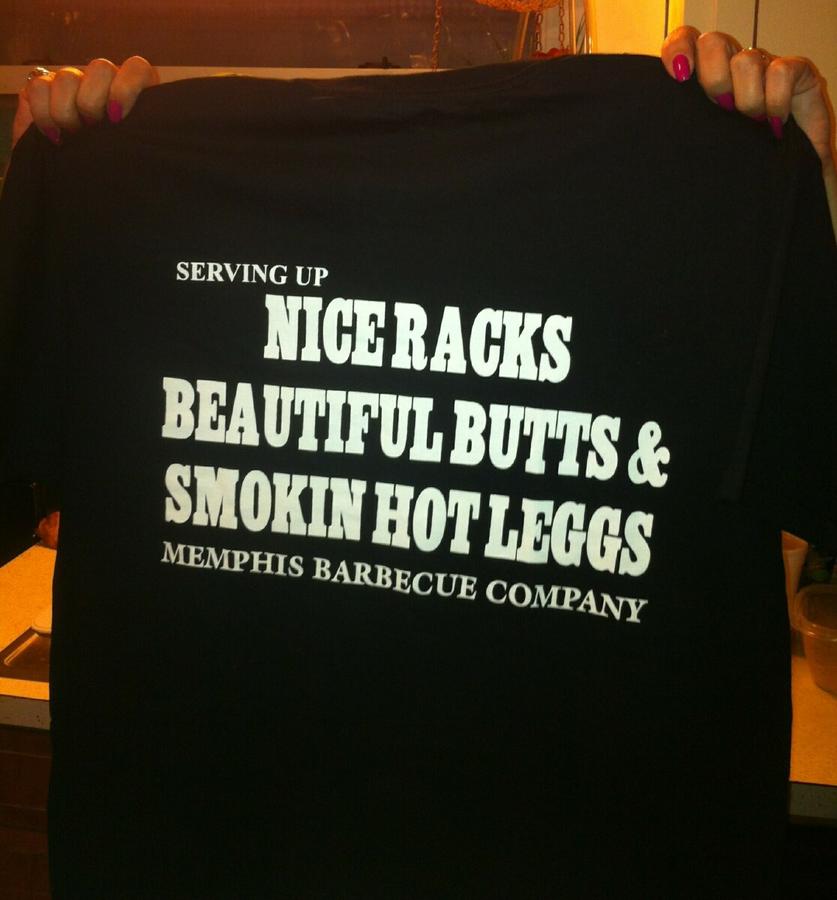 SERVING UP
NICE RACKS
BEAUTIFUL BUTTS &
SMOKIN HOT LEGGS
MEMPHIS BARBECUE COMPANY